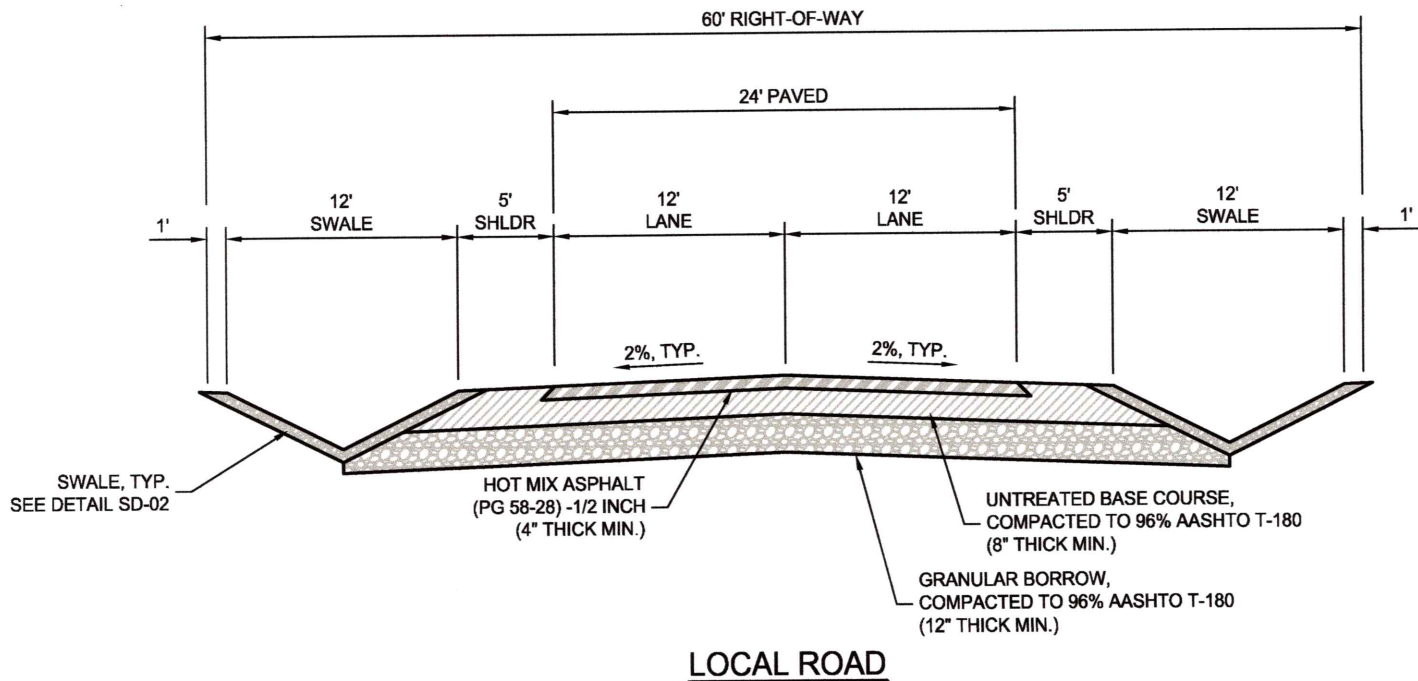 60' RIGHT-OF-WAY
24' PAVED
1'
12'
SWALE
5'
SHLDR
12'
LANE
12'
LANE
5'
SHLDR
12'
SWALE
1'
2%, TYP.
2%, TYP.
SWALE, TYP.
SEE DETAIL SD-02
HOT MIX ASPHALT
(PG 58-28) -1/2 INCH
(4" THICK MIN.)
UNTREATED BASE COURSE,
COMPACTED TO 96% AASHTO T-180
(8" THICK MIN.)
GRANULAR BORROW,
COMPACTED TO 96% AASHTO T-180
(12" THICK MIN.)
LOCAL ROAD